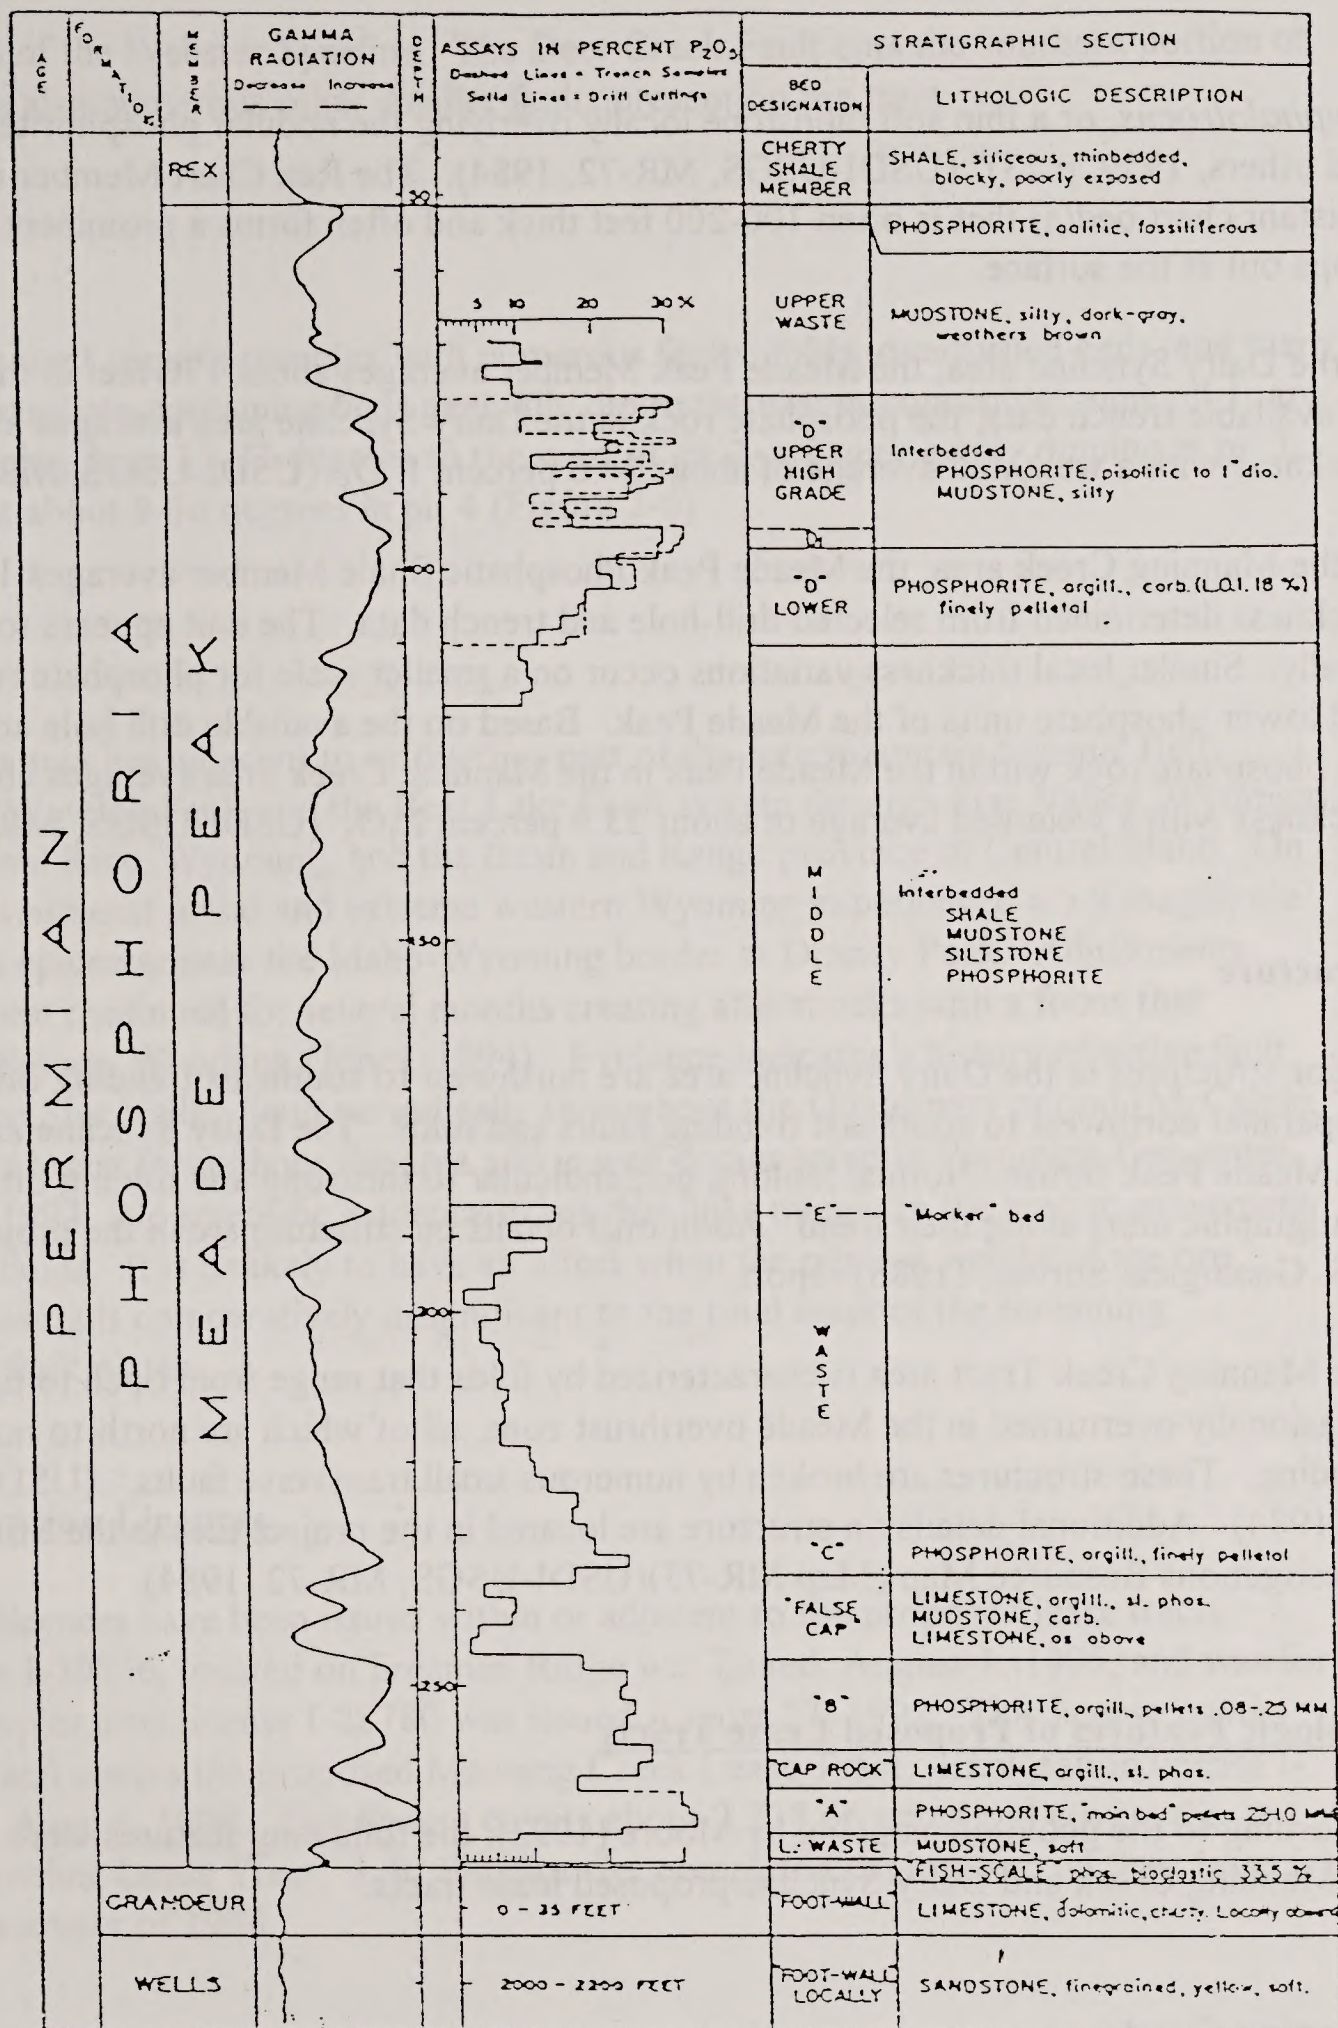 AGE
FORMATION
MEMBER
GAMMA
RADIATION
Decrease Increase
DEPTH
ASSAYS IN PERCENT P₂O₅
Dashed Lines = Trench Samples
Solid Lines = Drill Cuttings
STRATIGRAPHIC SECTION
BED
DESIGNATION
LITHOLOGIC DESCRIPTION
PERMIAN
PHOSPHORIA
MEADE PEAK
REX
50
CHERTY
SHALE
MEMBER
SHALE, siliceous, thinbedded,
blocky, poorly exposed
PHOSPHORITE, oolitic, fossiliferous
5 10 20 30 %
UPPER
WASTE
MUDSTONE, silty, dark-gray,
weathers brown
"D"
UPPER
HIGH
GRADE
Interbedded
PHOSPHORITE, pisolitic to 1" dia.
MUDSTONE, silty
D₁
100
"D"
LOWER
PHOSPHORITE, argill., carb. (L.O.I. 18 %)
finely pelletal
MIDDLE
150
Interbedded
SHALE
MUDSTONE
SILTSTONE
PHOSPHORITE
"E"
"Marker" bed
200
WASTE
"C"
PHOSPHORITE, argill., finely pelletal
"FALSE
CAP"
LIMESTONE, argill., sl. phos.
MUDSTONE, carb.
LIMESTONE, as above
250
"B"
PHOSPHORITE, argill., pellets .08-.25 MM
CAP ROCK
LIMESTONE, argill., sl. phos.
"A"
PHOSPHORITE, "main bed" pellets
L. WASTE
MUDSTONE, soft
FISH-SCALE phos. bioclastic 33.5 %
GRANDEUR
0 - 35 FEET
FOOT-WALL
LIMESTONE, dolomitic, cherty. Locally
WELLS
2000 - 2200 FEET
FOOT-WALL
LOCALLY
SANDSTONE, finegrained, yellow, soft.